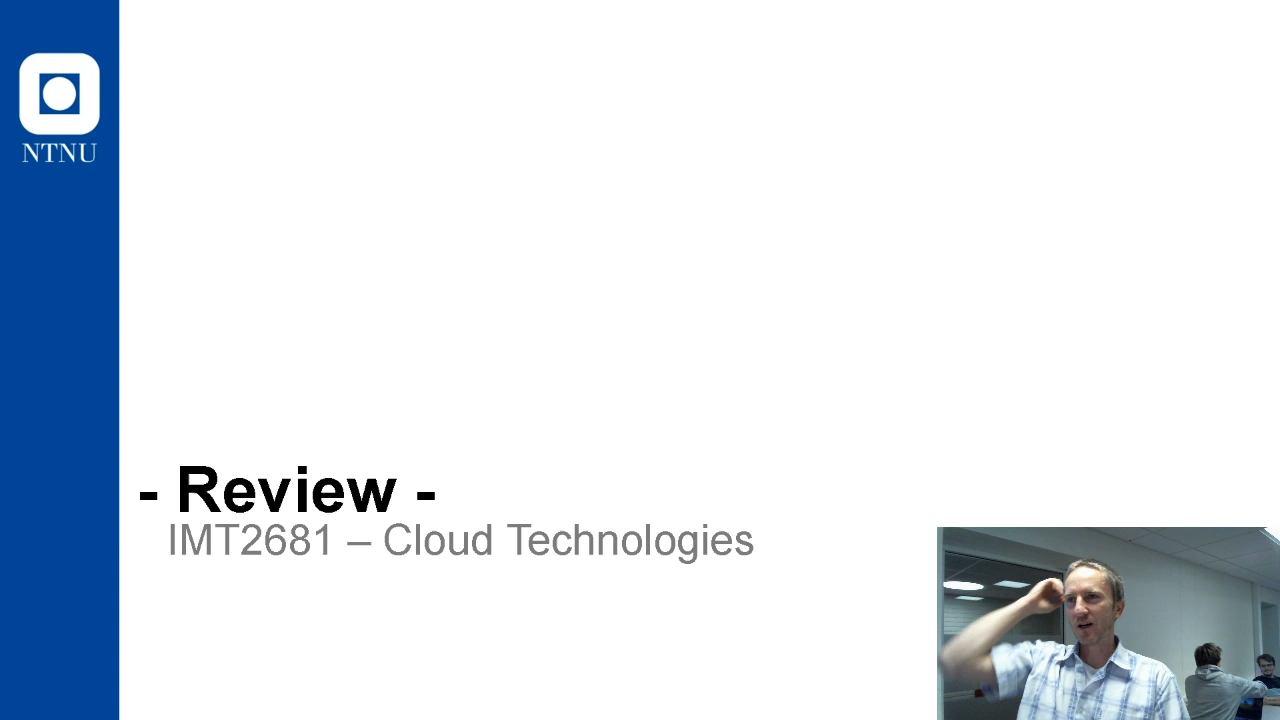 NTNU
- Review -
IMT2681 – Cloud Technologies